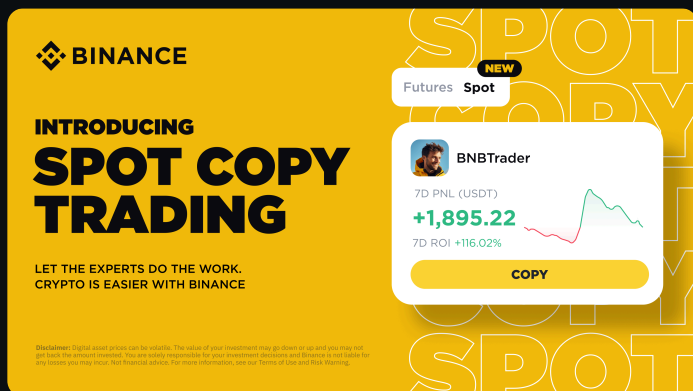 BINANCE
INTRODUCING
SPOT COPY
TRADING
LET THE EXPERTS DO THE WORK.
CRYPTO IS EASIER WITH BINANCE
Disclaimer: Digital asset prices can be volatile. The value of your investment may go down or up and you may not
get back the amount invested. You are solely responsible for your investment decisions and Binance is not liable for
any losses you may incur. Not financial advice. For more information, see our Terms of Use and Risk Warning.
SPOT
COPY
NEW
Futures Spot
BNBTrader
7D PNL (USDT)
+1,895.22
7D ROI +116.02%
COPY
SPOT